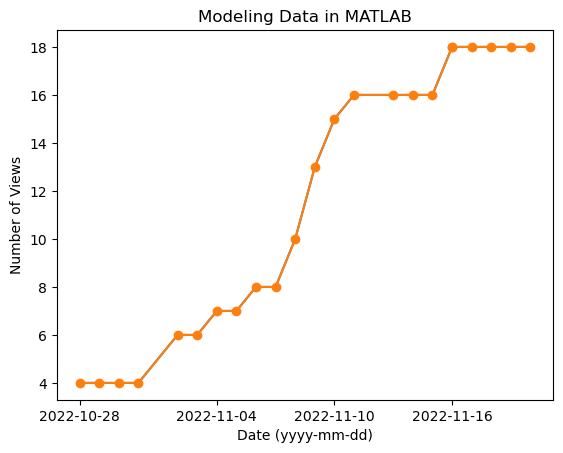 Modeling Data in MATLAB
18
16
14
12
10
8
6
4
Number of Views
2022-10-28 2022-11-04 2022-11-10 2022-11-16
Date (yyyy-mm-dd)